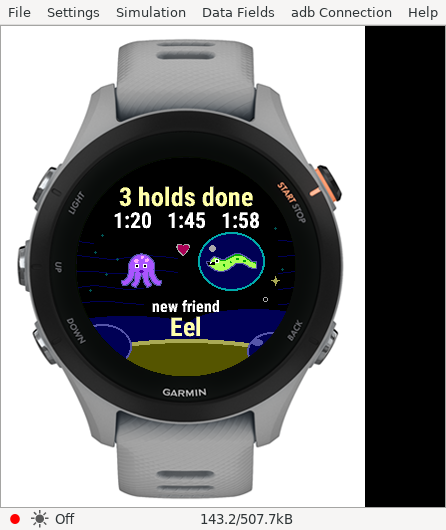 File Settings Simulation Data Fields adb Connection Help
LIGHT
START STOP
3 holds done
1:20 1:45 1:58
UP
new friend
Eel
DOWN
BACK
GARMIN
Off 143.2/507.7kB